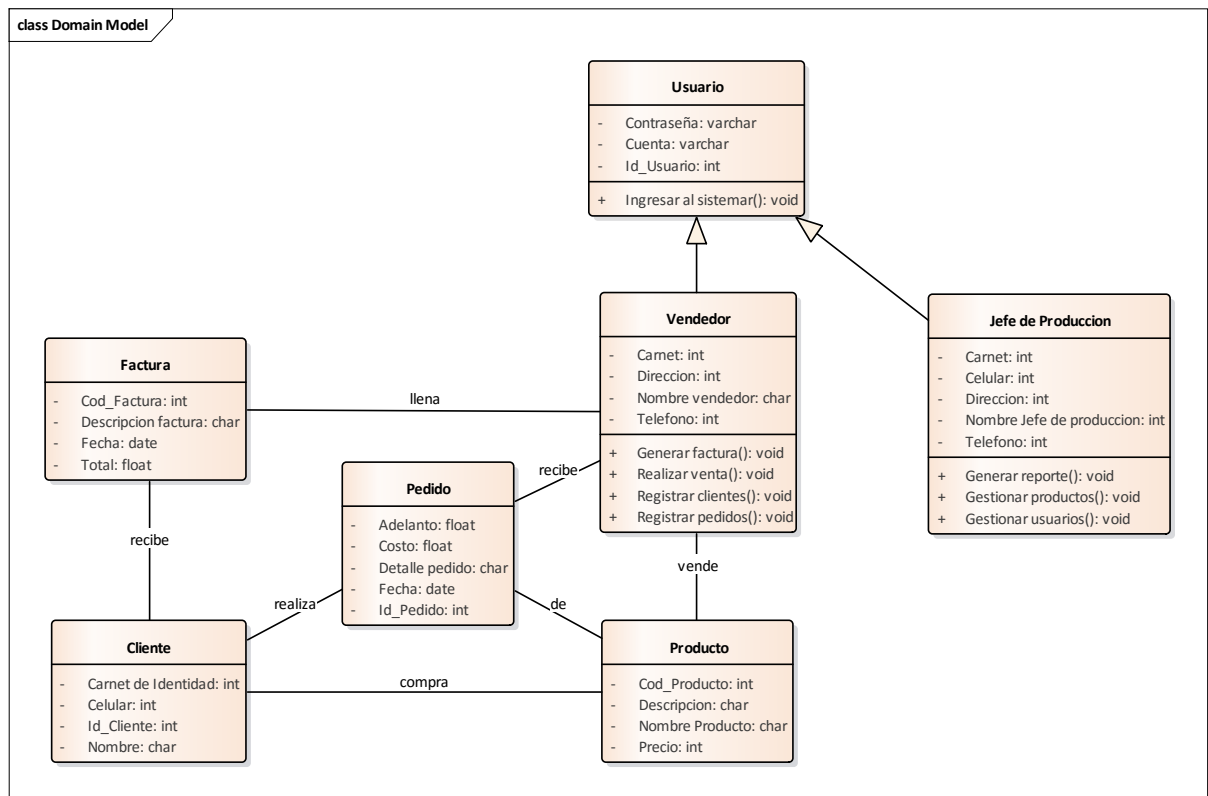 class Domain Model
Usuario
- Contraseña: varchar
- Cuenta: varchar
- Id_Usuario: int
+ Ingresar al sistemar(): void
Vendedor
- Carnet: int
- Direccion: int
- Nombre vendedor: char
- Telefono: int
+ Generar factura(): void
+ Realizar venta(): void
+ Registrar clientes(): void
+ Registrar pedidos(): void
Jefe de Produccion
- Carnet: int
- Celular: int
- Direccion: int
- Nombre Jefe de produccion: int
- Telefono: int
+ Generar reporte(): void
+ Gestionar productos(): void
+ Gestionar usuarios(): void
Factura
- Cod_Factura: int
- Descripcion factura: char
- Fecha: date
- Total: float
llena
recibe
Pedido
- Adelanto: float
- Costo: float
- Detalle pedido: char
- Fecha: date
- Id_Pedido: int
recibe
vende
realiza
de
Cliente
- Carnet de Identidad: int
- Celular: int
- Id_Cliente: int
- Nombre: char
compra
Producto
- Cod_Producto: int
- Descripcion: char
- Nombre Producto: char
- Precio: int